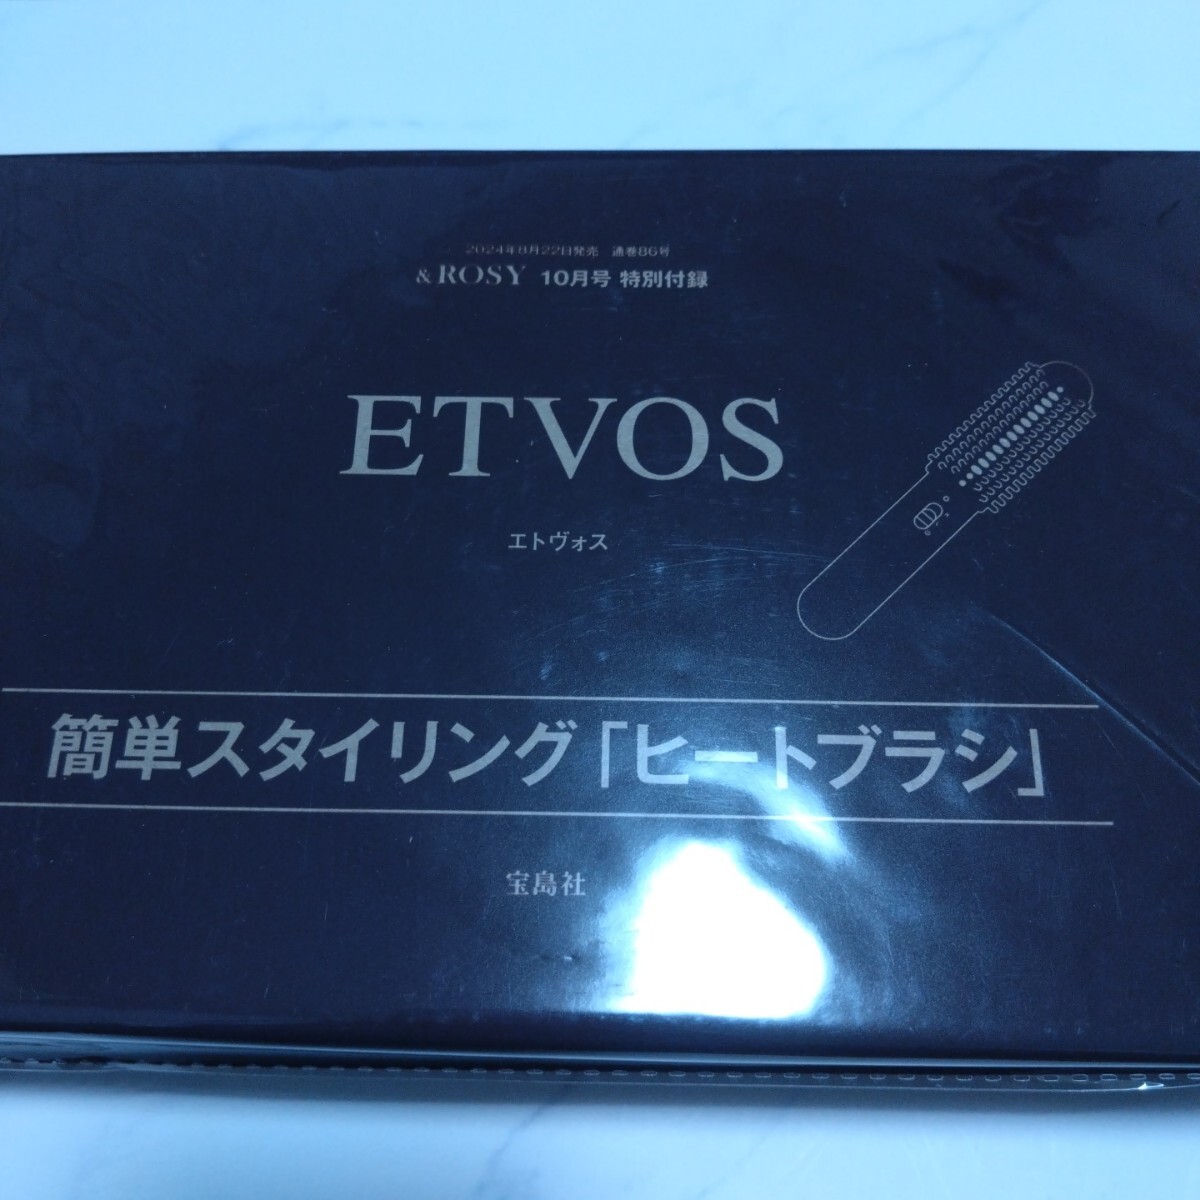 2024年8月22日発売 通巻86号
&ROSY 10月号 特別付録
ETVOS
エトヴォス
簡単スタイリング「ヒートブラシ」
宝島社